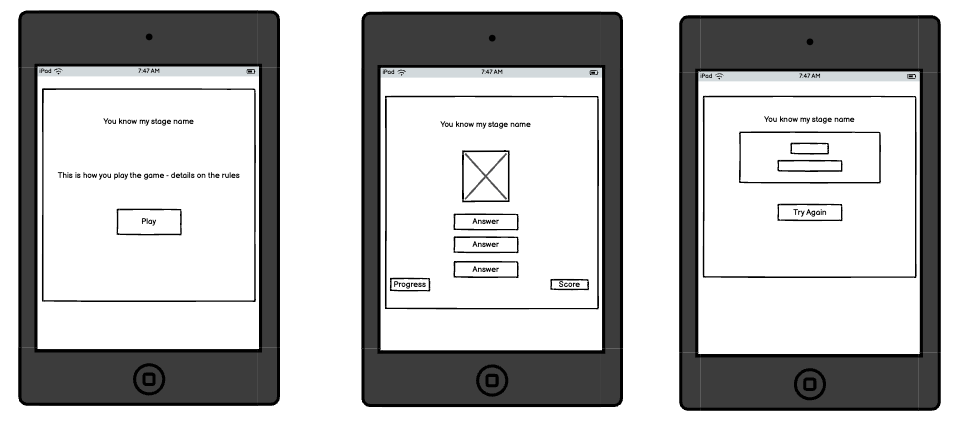 iPad 7:47 AM
You know my stage name
This is how you play the game - details on the rules
Play
iPad 7:47 AM
You know my stage name
Answer
Answer
Answer
Progress Score
iPad 7:47 AM
You know my stage name
Try Again